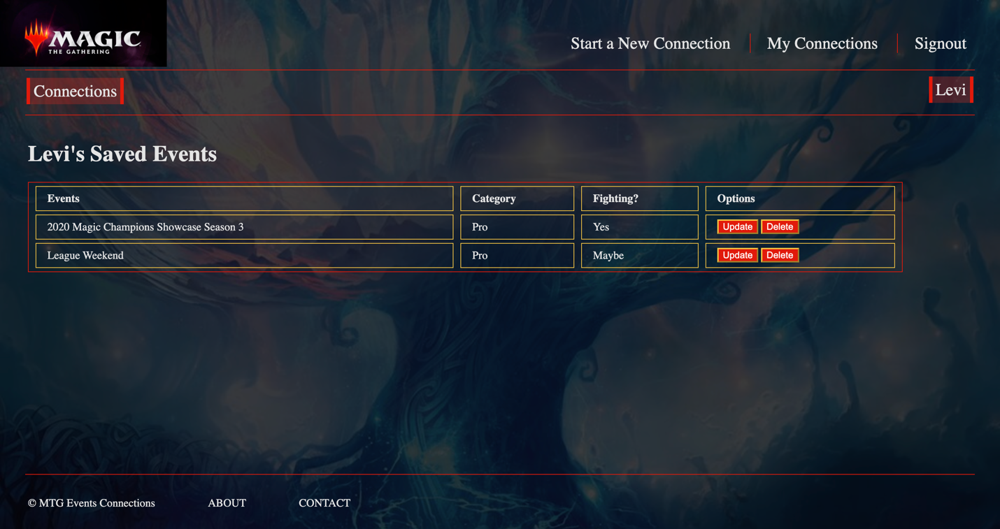 MAGIC
THE GATHERING
Start a New Connection My Connections Signout
Connections Levi
Levi's Saved Events
Events Category Fighting? Options
2020 Magic Champions Showcase Season 3 Pro Yes Update Delete
League Weekend Pro Maybe Update Delete
© MTG Events Connections ABOUT CONTACT